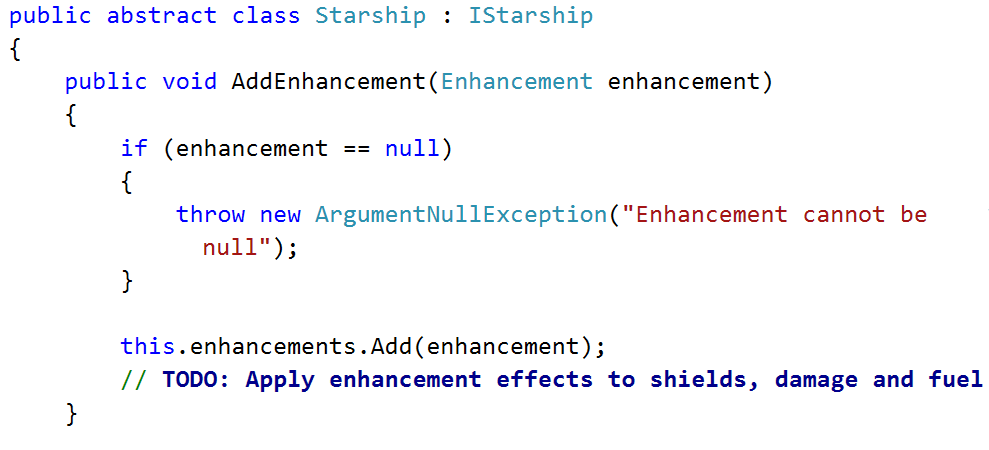 public abstract class Starship : IStarship
{
    public void AddEnhancement(Enhancement enhancement)
    {
        if (enhancement == null)
        {
            throw new ArgumentNullException("Enhancement cannot be
              null");
        }

        this.enhancements.Add(enhancement);
        // TODO: Apply enhancement effects to shields, damage and fuel
    }